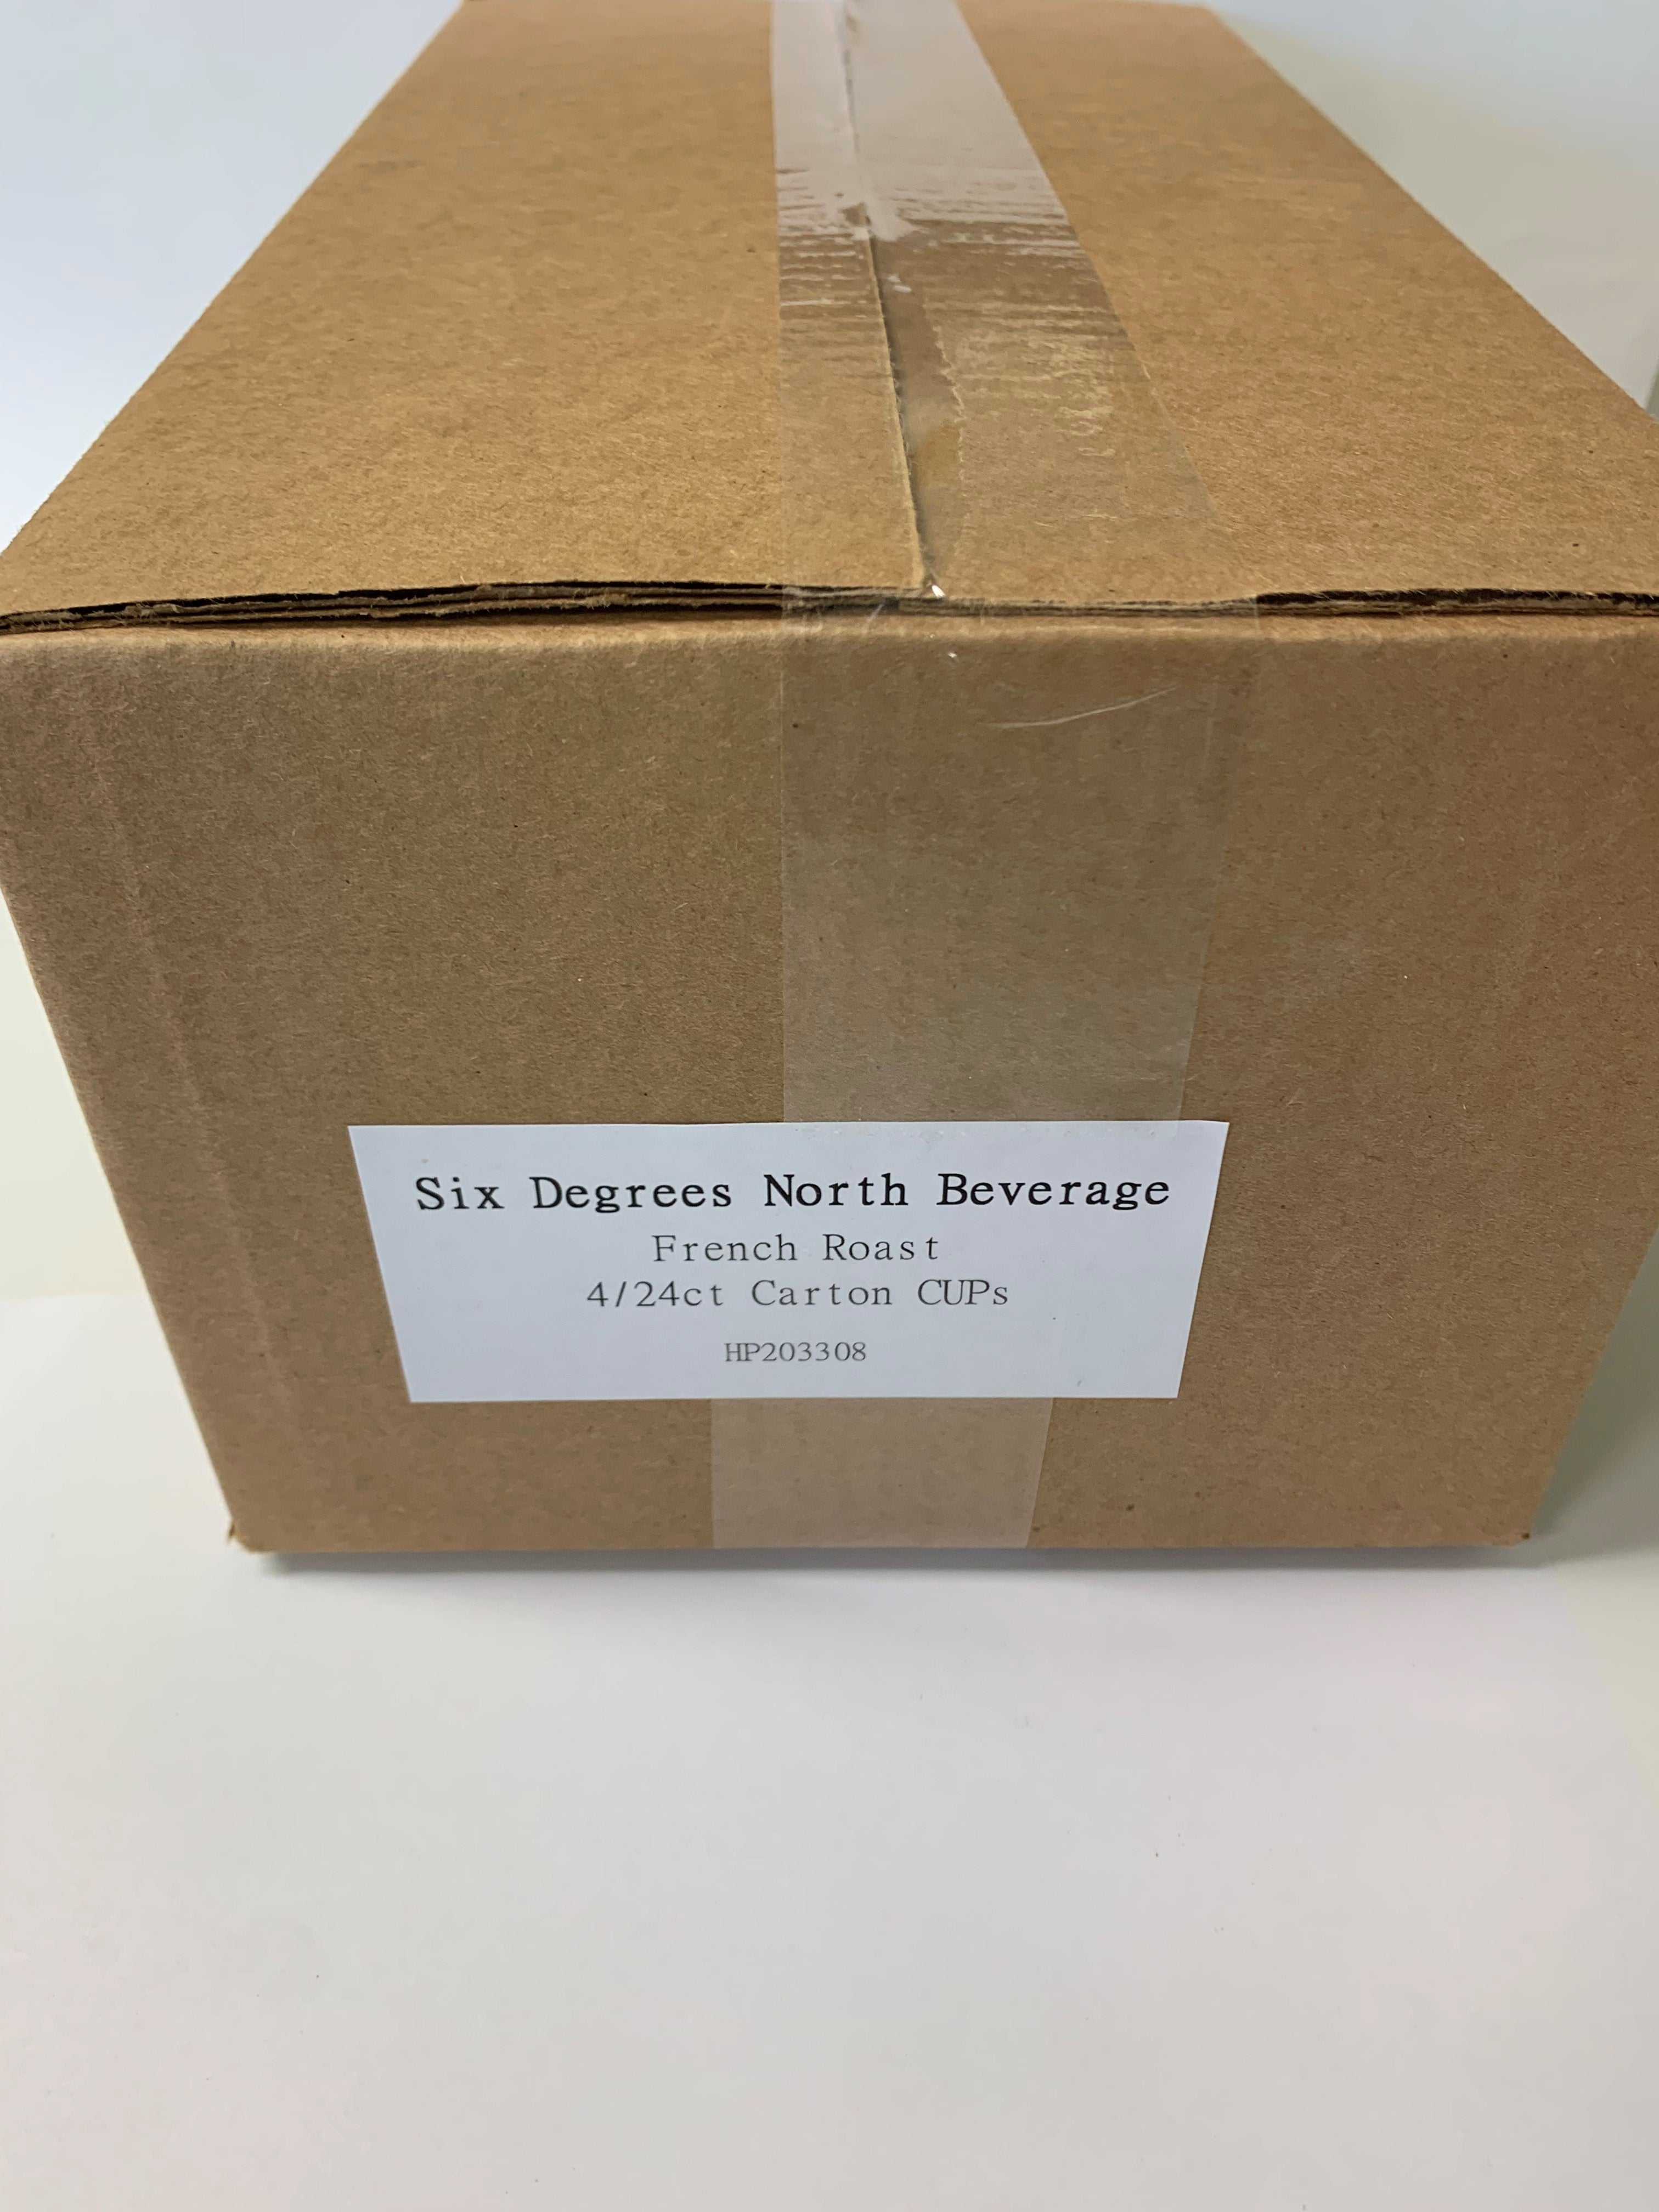 Six Degrees North Beverage
French Roast
4/24ct Carton CUPs
HP203308